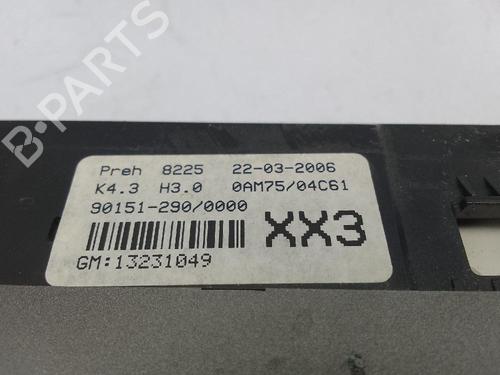 B-PARTS
Preh 8225 22-03-2006
K4.3 H3.0 0AM75/04C61
90151-290/0000
XX3
GM:13231049